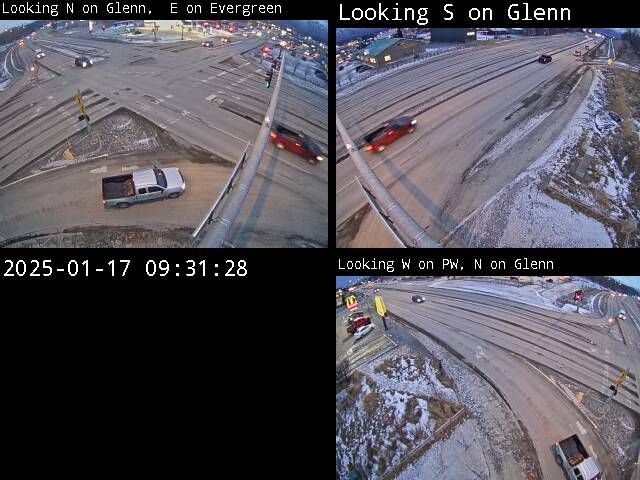 Looking N on Glenn,  E on Evergreen
Looking S on Glenn
2025-01-17 09:31:28
Looking W on PW, N on Glenn